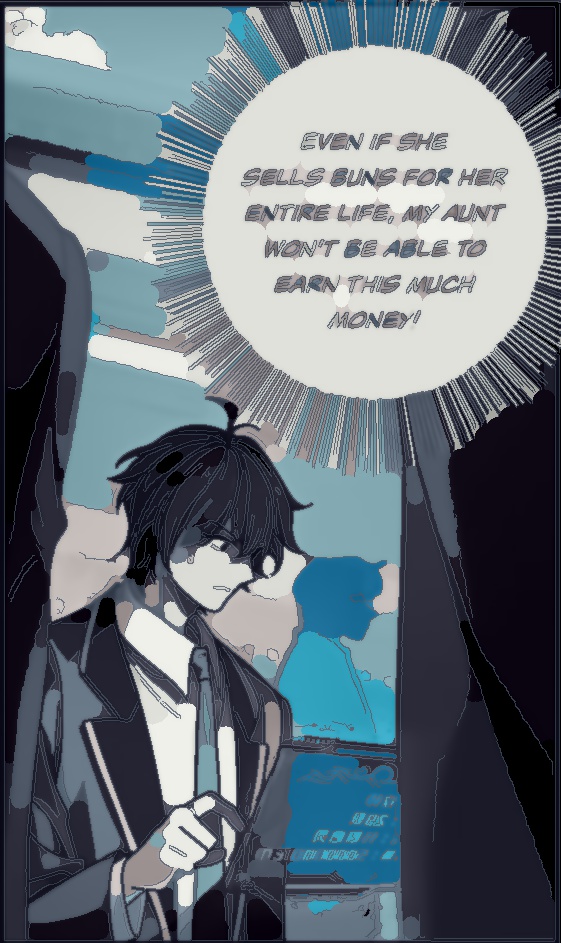 EVEN IF SHE
SELLS BUNS FOR HER
ENTIRE LIFE, MY AUNT
WON'T BE ABLE TO
EARN THIS MUCH
MONEY!